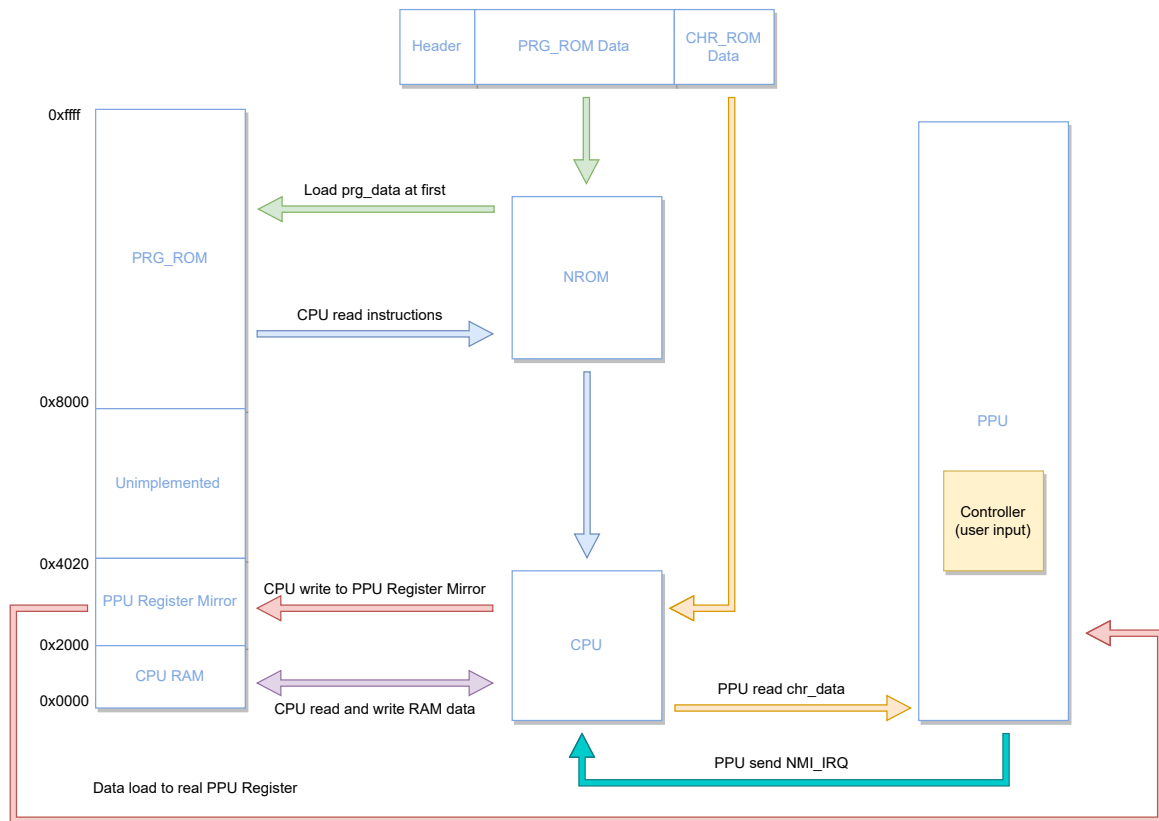 Header
PRG_ROM Data
CHR_ROM
Data
0xffff
Load prg_data at first
PRG_ROM
NROM
CPU read instructions
0x8000
PPU
Unimplemented
Controller
(user input)
0x4020
CPU write to PPU Register Mirror
PPU Register Mirror
0x2000
CPU
CPU RAM
PPU read chr_data
0x0000
CPU read and write RAM data
PPU send NMI_IRQ
Data load to real PPU Register